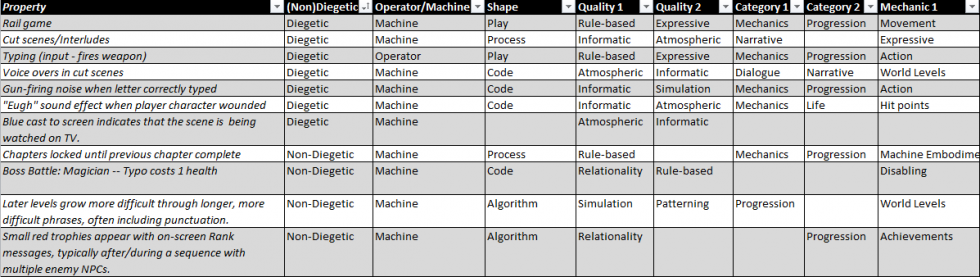 Property (Non)Diegetic Operator/Machine Shape Quality 1 Quality 2 Category 1 Category 2 Mechanic 1
Rail game Diegetic Machine Play Rule-based Expressive Mechanics Progression Movement
Cut scenes/Interludes Diegetic Machine Process Informatic Atmospheric Narrative Expressive
Typing (input - fires weapon) Diegetic Operator Play Rule-based Expressive Mechanics Progression Action
Voice overs in cut scenes Diegetic Machine Code Atmospheric Informatic Dialogue Narrative World Levels
Gun-firing noise when letter correctly typed Diegetic Machine Code Informatic Simulation Mechanics Progression Action
"Eugh" sound effect when player character wounded Diegetic Machine Code Informatic Atmospheric Mechanics Life Hit points
Blue cast to screen indicates that the scene is being Diegetic Machine Atmospheric Informatic
watched on TV.
Chapters locked until previous chapter complete Non-Diegetic Machine Process Rule-based Mechanics Progression Machine Embodime
Boss Battle: Magician -- Typo costs 1 health Non-Diegetic Machine Code Relationality Rule-based Disabling
Later levels grow more difficult through longer, more Non-Diegetic Machine Algorithm Simulation Patterning Progression World Levels
difficult phrases, often including punctuation.
Small red trophies appear with on-screen Rank Non-Diegetic Machine Algorithm Relationality Progression Achievements
messages, typically after/during a sequence with
multiple enemy NPCs.